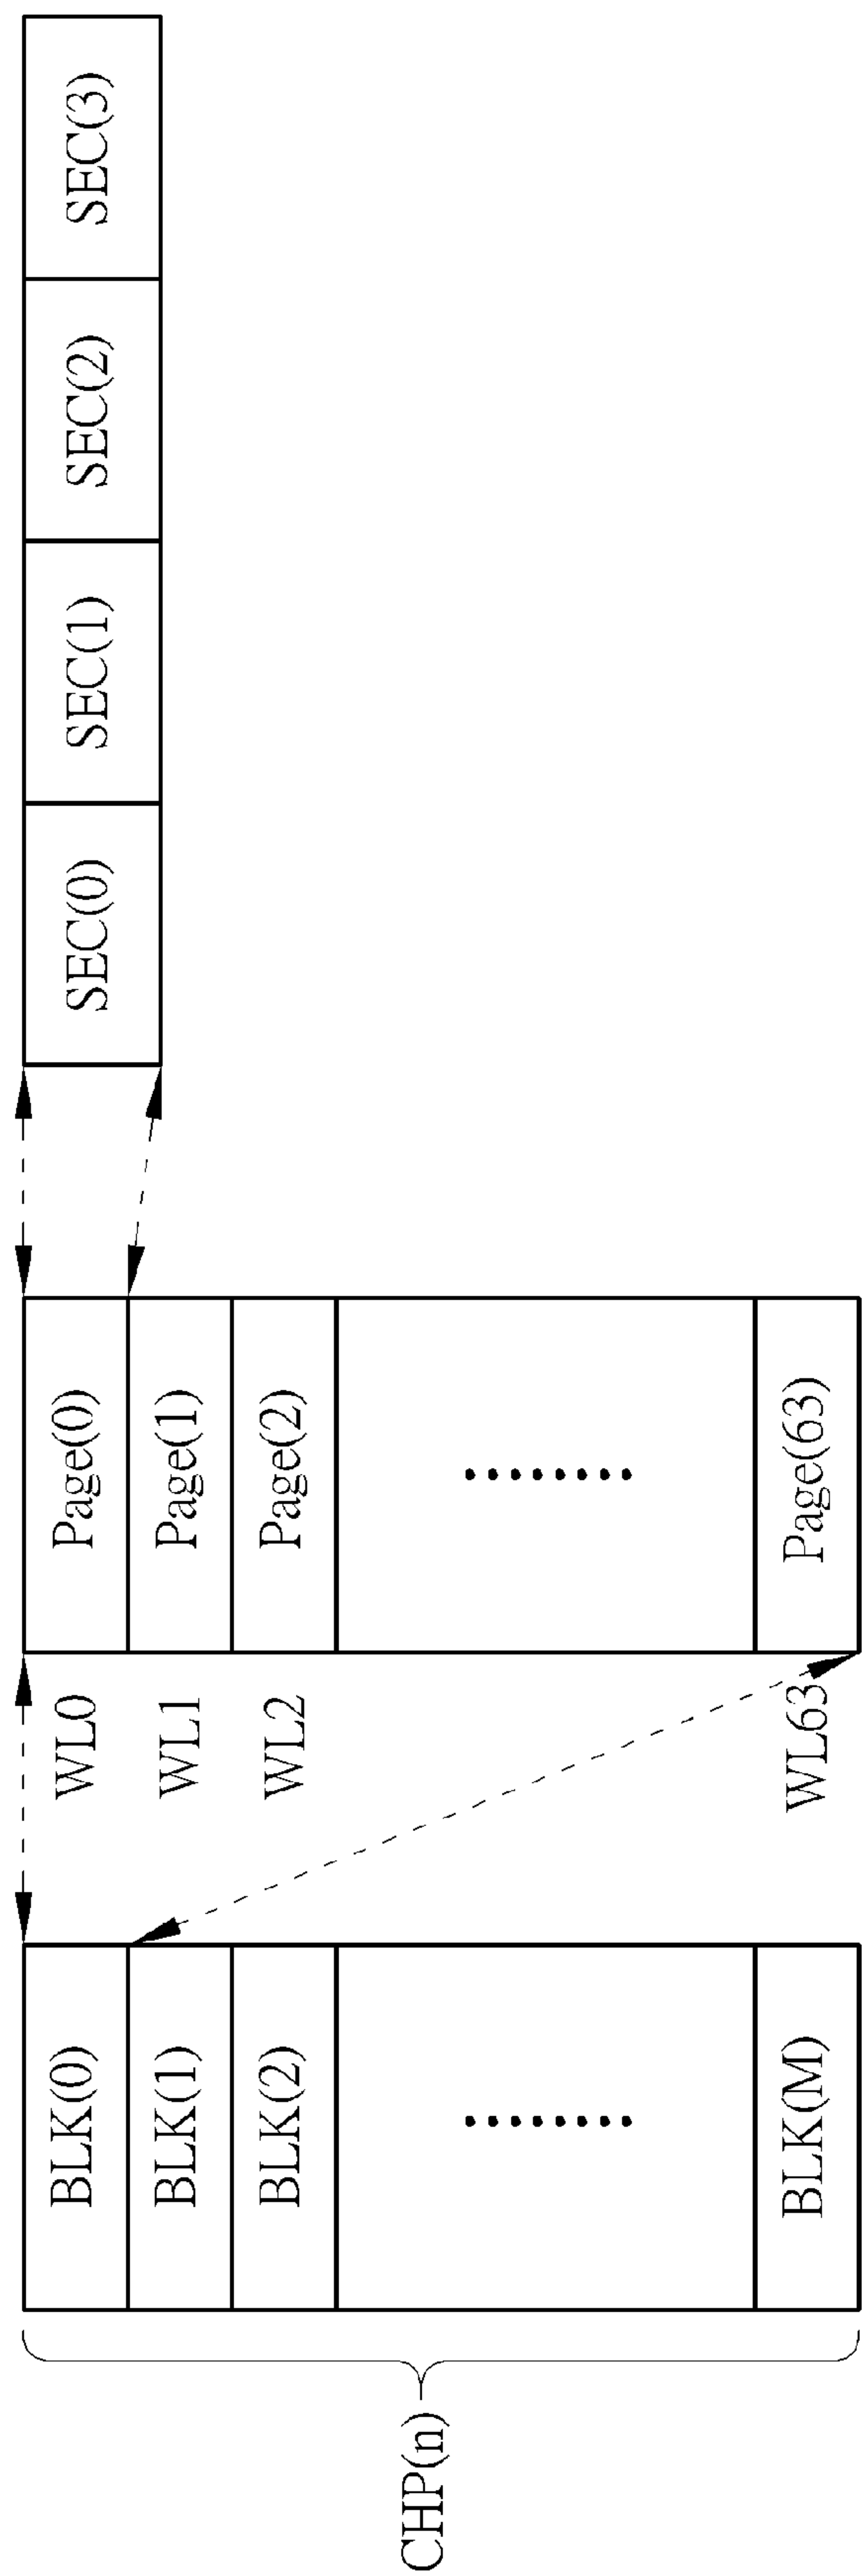 CHP(n)
BLK(0)
BLK(1)
BLK(2)
BLK(M)
WL0
WL1
WL2
WL63
Page(0)
Page(1)
Page(2)
Page(63)
SEC(0)
SEC(1)
SEC(2)
SEC(3)